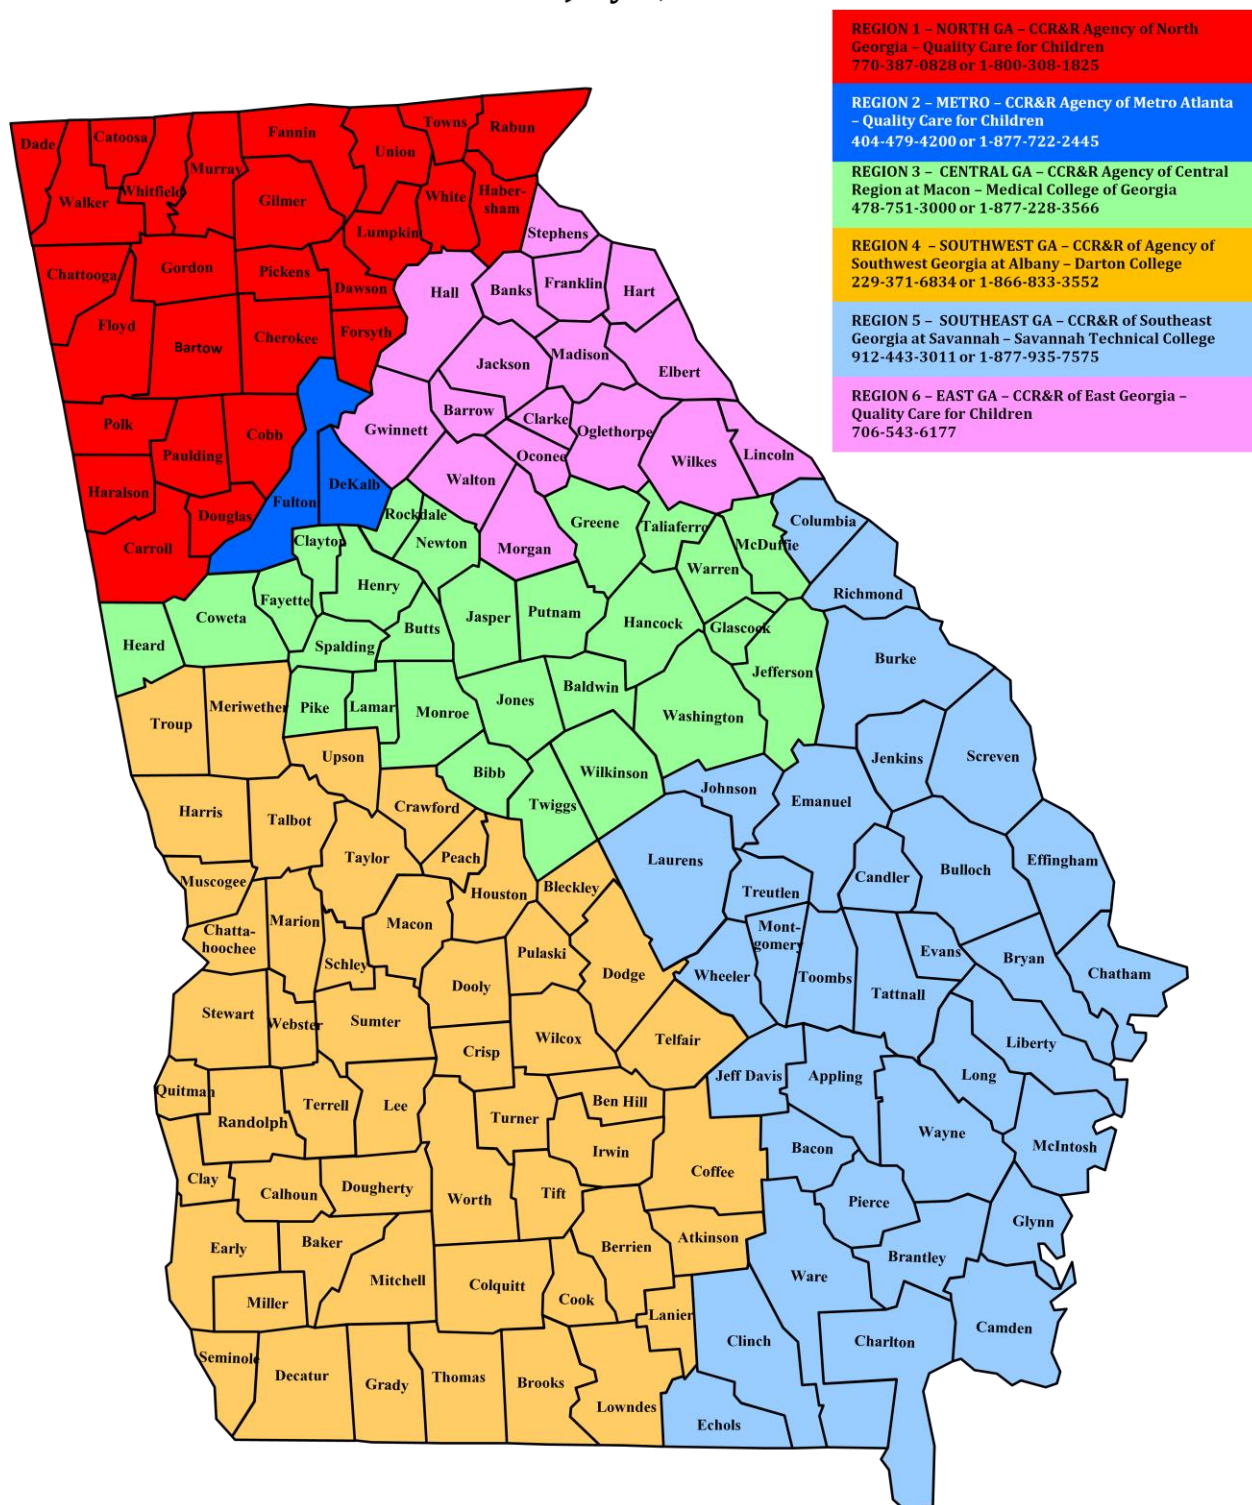 REGION 1 – NORTH GA – CCR&R Agency of North
Georgia – Quality Care for Children
770-387-0828 or 1-800-308-1825
REGION 2 – METRO – CCR&R Agency of Metro Atlanta
– Quality Care for Children
404-479-4200 or 1-877-722-2445
REGION 3 – CENTRAL GA – CCR&R Agency of Central
Region at Macon – Medical College of Georgia
478-751-3000 or 1-877-228-3566
REGION 4 – SOUTHWEST GA – CCR&R of Agency of
Southwest Georgia at Albany – Darton College
229-371-6834 or 1-866-833-3552
REGION 5 – SOUTHEAST GA – CCR&R of Southeast
Georgia at Savannah – Savannah Technical College
912-443-3011 or 1-877-935-7575
REGION 6 – EAST GA – CCR&R of East Georgia –
Quality Care for Children
706-543-6177
Dade
Catoosa
Fannin
Towns
Rabun
Union
Walker
Whitfield
Murray
Gilmer
White
Haber-
sham
Lumpkin
Stephens
Chattooga
Gordon
Pickens
Dawson
Hall
Banks
Franklin
Hart
Floyd
Bartow
Cherokee
Forsyth
Jackson
Madison
Elbert
Polk
Paulding
Cobb
Gwinnett
Barrow
Clarke
Oconee
Oglethorpe
Wilkes
Lincoln
Haralson
Douglas
Fulton
DeKalb
Walton
Carroll
Clayton
Rockdale
Newton
Morgan
Greene
Taliaferro
McDuffie
Columbia
Warren
Richmond
Heard
Coweta
Fayette
Henry
Spalding
Butts
Jasper
Putnam
Hancock
Glascock
Jefferson
Burke
Troup
Meriwether
Pike
Lamar
Monroe
Jones
Baldwin
Washington
Upson
Bibb
Twiggs
Wilkinson
Johnson
Emanuel
Jenkins
Screven
Harris
Talbot
Crawford
Taylor
Peach
Houston
Bleckley
Laurens
Treutlen
Candler
Bulloch
Effingham
Muscogee
Chatta-
hoochee
Marion
Schley
Macon
Dooly
Pulaski
Dodge
Wheeler
Mont-
gomery
Toombs
Tattnall
Evans
Bryan
Chatham
Stewart
Webster
Sumter
Crisp
Wilcox
Telfair
Jeff Davis
Appling
Long
Liberty
Quitman
Randolph
Terrell
Lee
Turner
Ben Hill
Irwin
Coffee
Bacon
Wayne
McIntosh
Clay
Calhoun
Dougherty
Worth
Tift
Pierce
Glynn
Early
Baker
Mitchell
Berrien
Atkinson
Ware
Brantley
Miller
Colquitt
Cook
Lanier
Clinch
Charlton
Camden
Seminole
Decatur
Grady
Thomas
Brooks
Lowndes
Echols